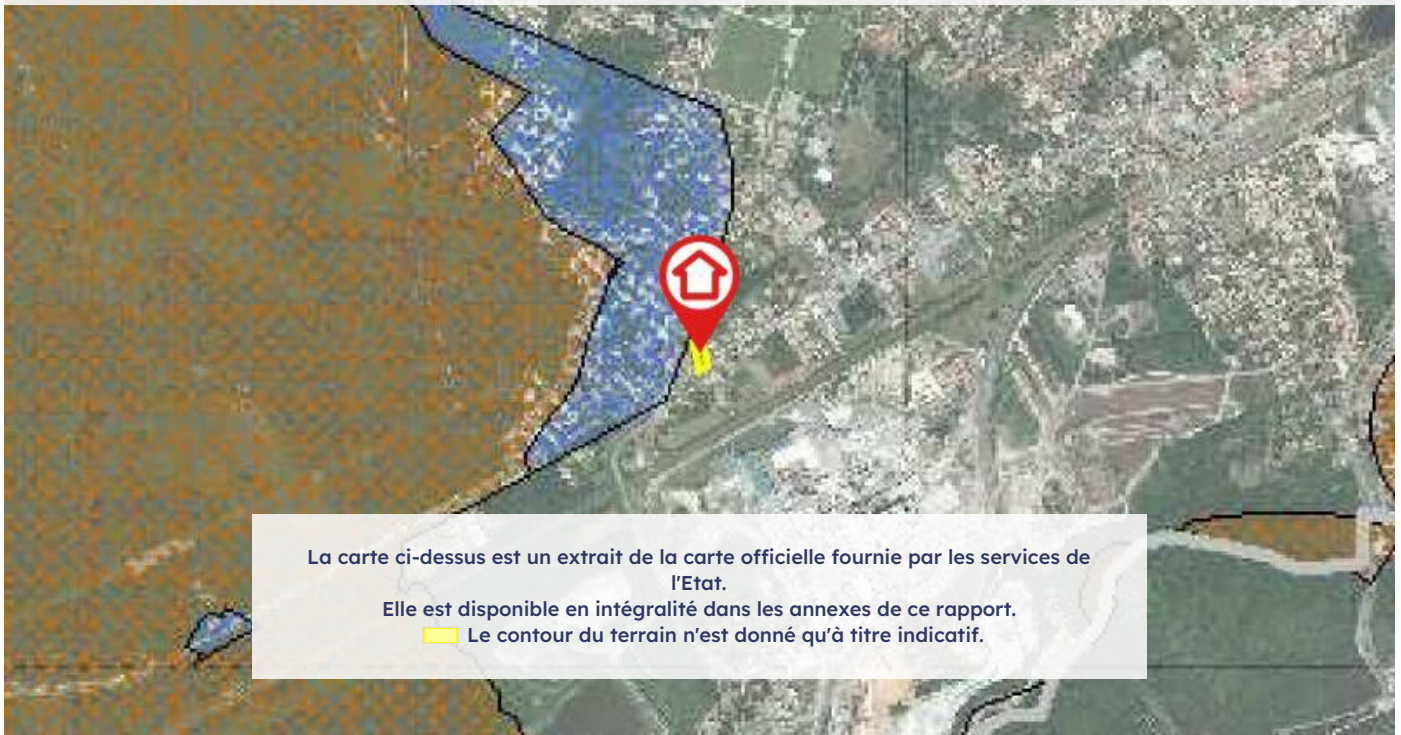 La carte ci-dessus est un extrait de la carte officielle fournie par les services de
l'Etat.
Elle est disponible en intégralité dans les annexes de ce rapport.
Le contour du terrain n'est donné qu'à titre indicatif.